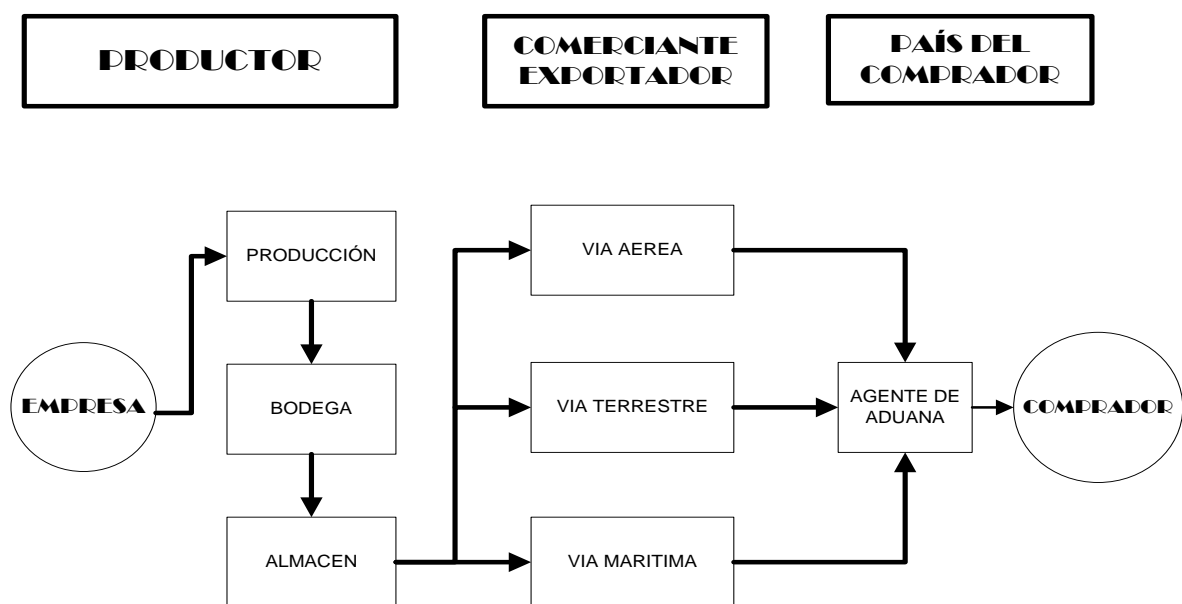 PRODUCTOR
COMERCIANTE
EXPORTADOR
PAÍS DEL
COMPRADOR
PRODUCCIÓN
VIA AEREA
EMPRESA
BODEGA
VIA TERRESTRE
AGENTE DE
ADUANA
COMPRADOR
ALMACEN
VIA MARITIMA